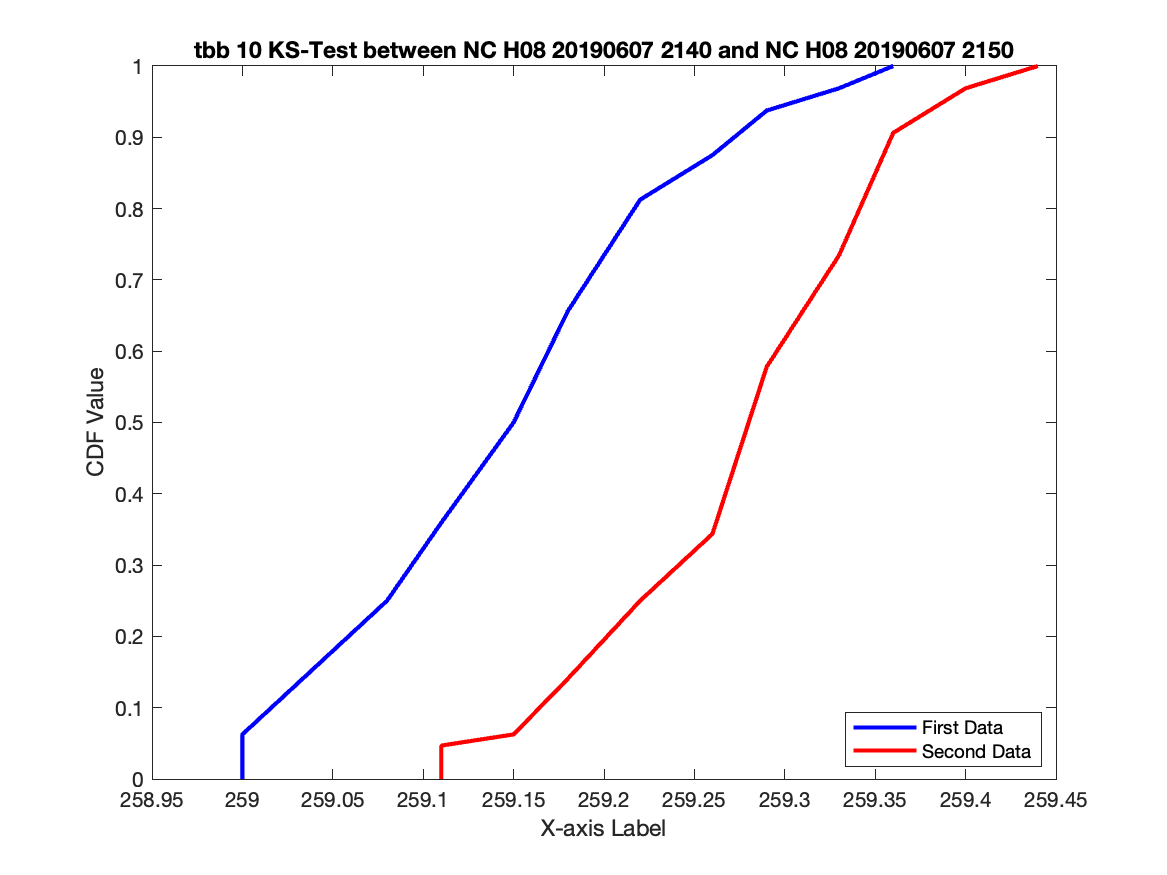 tbb 10 KS-Test between NC H08 20190607 2140 and NC H08 20190607 2150
1
0.9
0.8
0.7
0.6
0.5
0.4
0.3
0.2
0.1
0
CDF Value
First Data
Second Data
258.95 259 259.05 259.1 259.15 259.2 259.25 259.3 259.35 259.4 259.45
X-axis Label